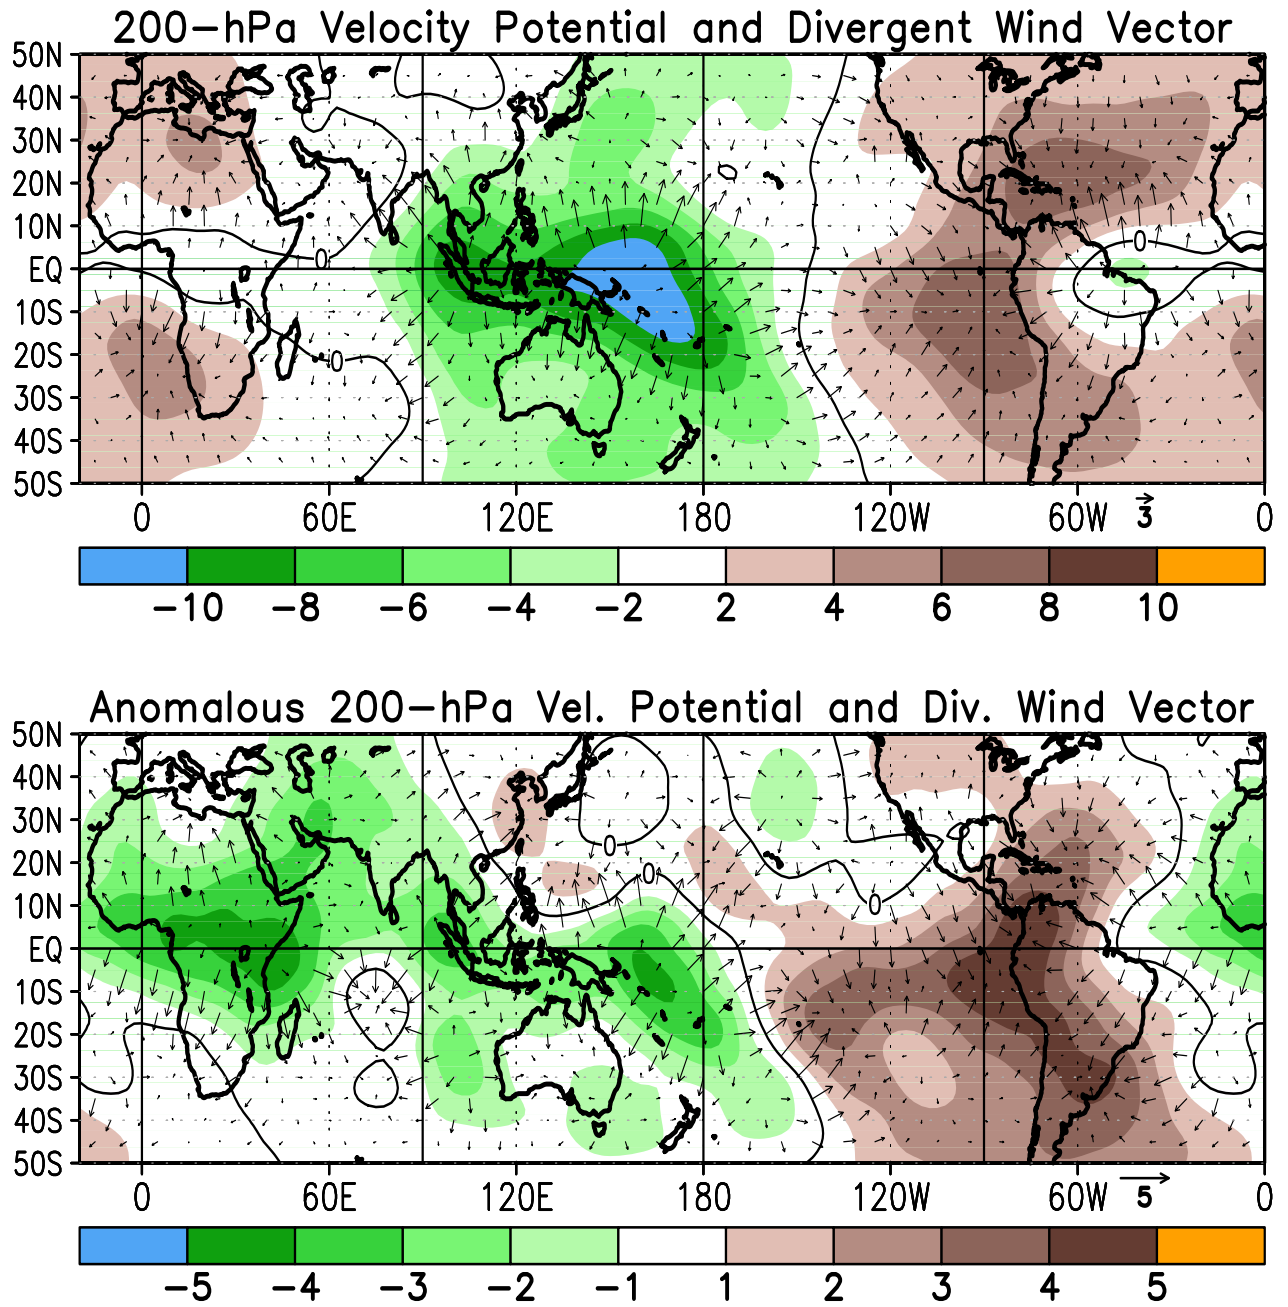 200-hPa Velocity Potential and Divergent Wind Vector
50N
40N
30N
20N
10N
EQ
10S
20S
30S
40S
50S
0
0
0
0 60E 120E 180 120W 60W 3 0
-10 -8 -6 -4 -2 2 4 6 8 10
Anomalous 200-hPa Vel. Potential and Div. Wind Vector
50N
40N
30N
20N
10N
EQ
10S
20S
30S
40S
50S
0
0
0
0 60E 120E 180 120W 60W 5 0
-5 -4 -3 -2 -1 1 2 3 4 5